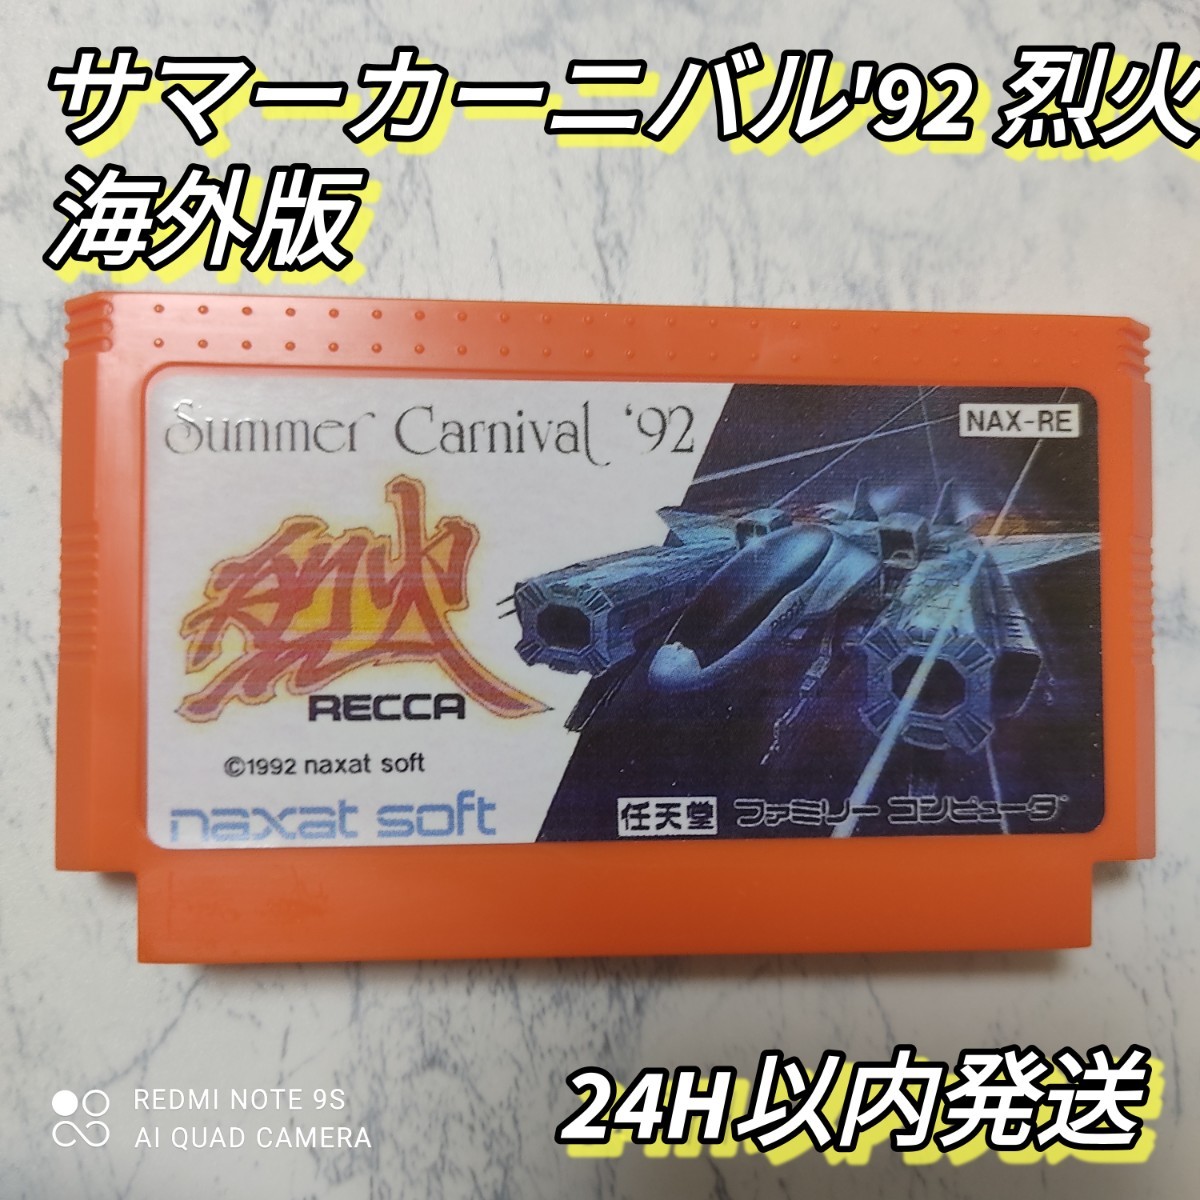 サマーカーニバル'92 烈火
海外版
Summer Carnival '92
NAX-RE
烈火
RECCA
©1992 naxat soft
naxat soft
任天堂 ファミリーコンピュータ
24H以内発送
REDMI NOTE 9S
AI QUAD CAMERA